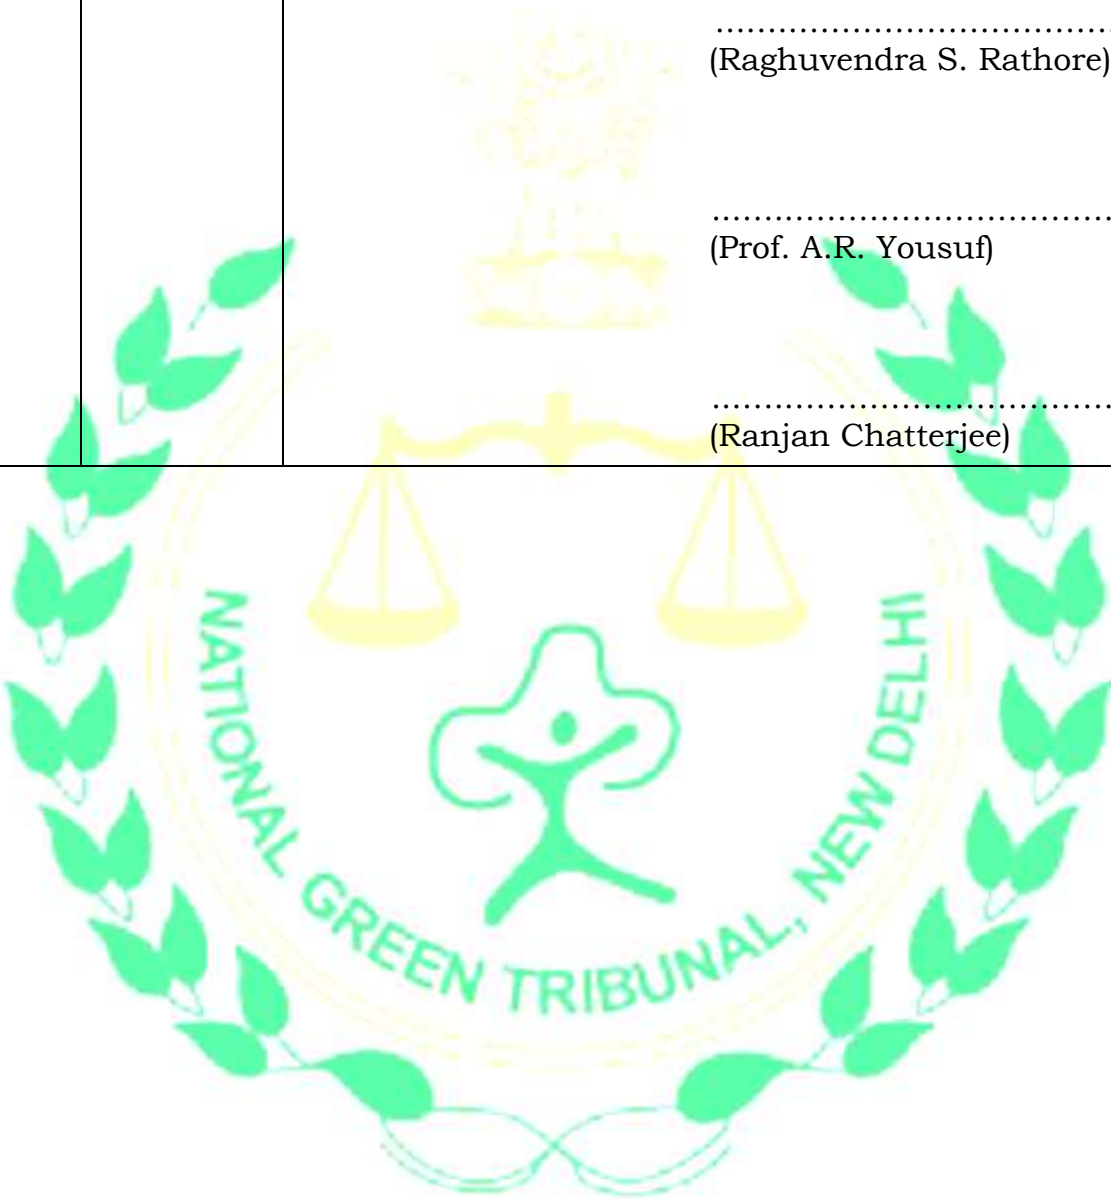 ……………………………………
(Raghuvendra S. Rathore)
……………………………………
(Prof. A.R. Yousuf)
……………………………………
(Ranjan Chatterjee)
NATIONAL GREEN TRIBUNAL, NEW DELHI